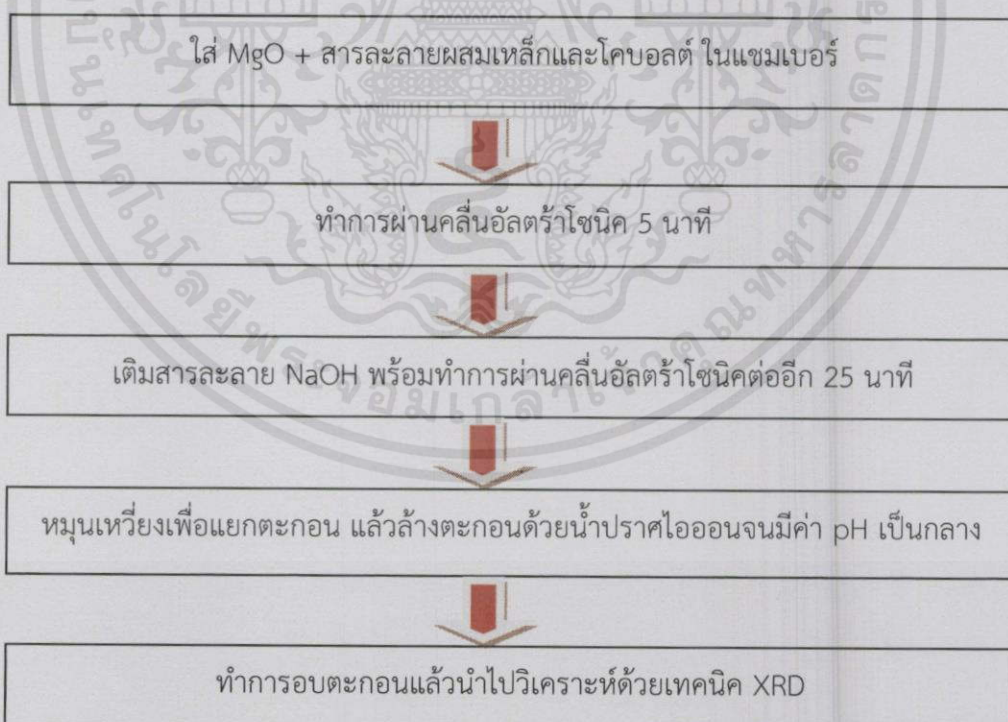 ใส่ MgO + สารละลายผสมเหล็กและโคบอลต์ ในแชมเบอร์
ทำการผ่านคลื่นอัลตร้าโซนิค 5 นาที
เติมสารละลาย NaOH พร้อมทำการผ่านคลื่นอัลตร้าโซนิคต่ออีก 25 นาที
หมุนเหวี่ยงเพื่อแยกตะกอน แล้วล้างตะกอนด้วยน้ำปราศไอออนจนมีค่า pH เป็นกลาง
ทำการอบตะกอนแล้วนำไปวิเคราะห์ด้วยเทคนิค XRD